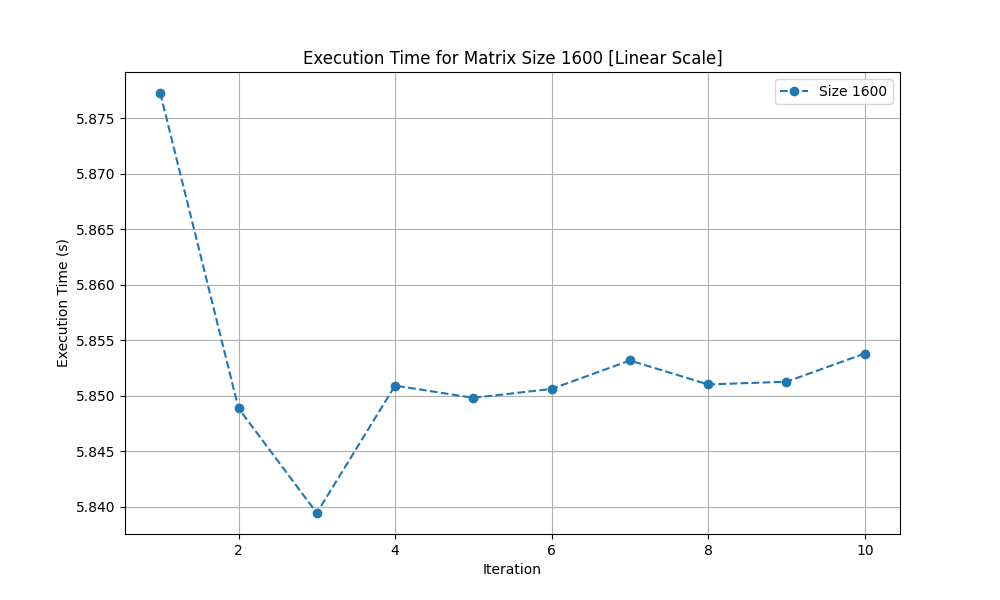 Execution Time for Matrix Size 1600 [Linear Scale]
Size 1600
5.875
5.870
5.865
5.860
5.855
5.850
5.845
5.840
Execution Time (s)
2 4 6 8 10
Iteration